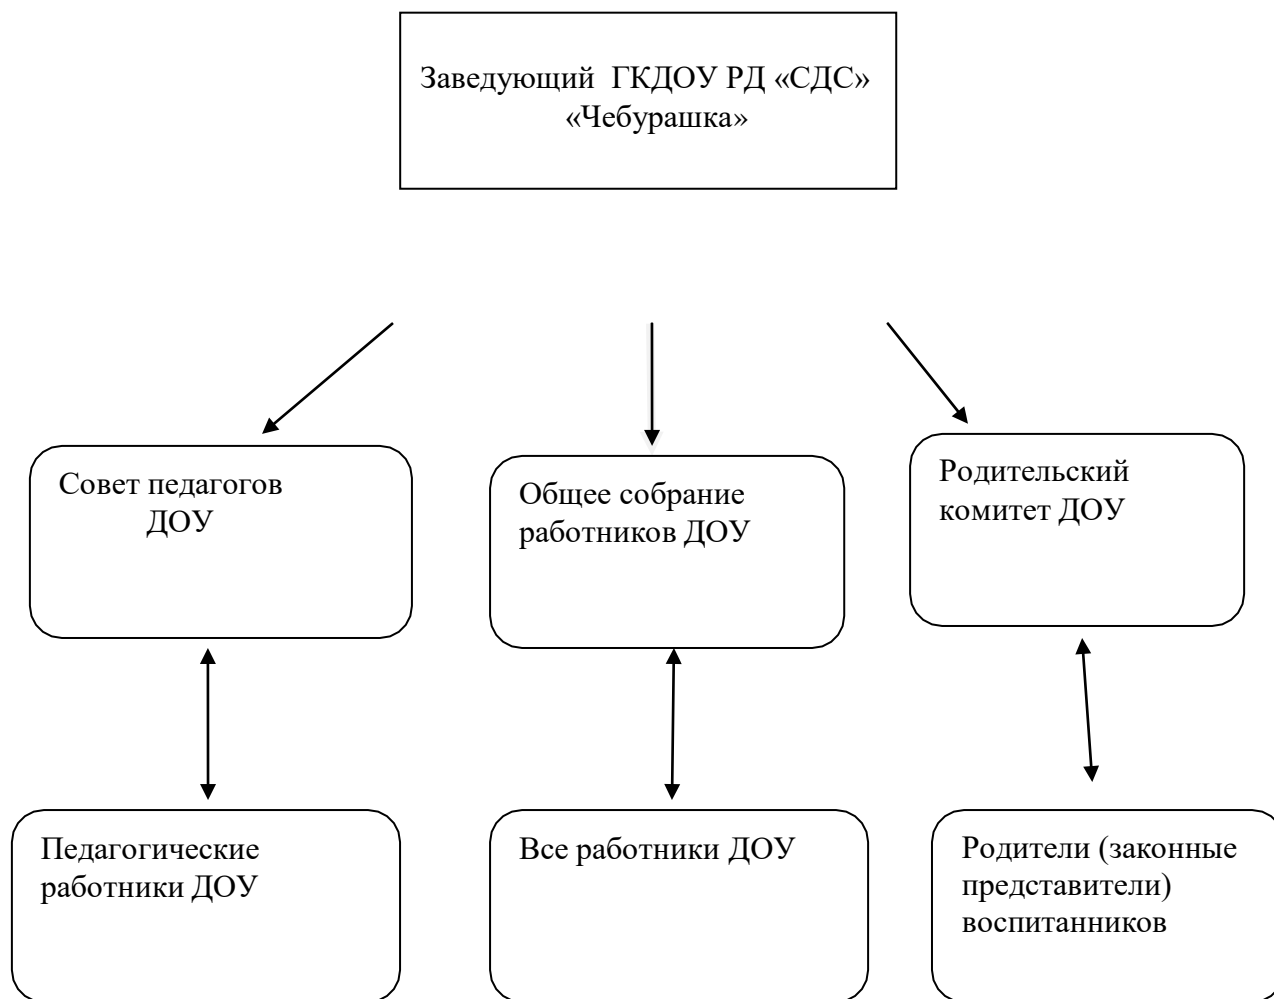 Заведующий ГКДОУ РД «СДС»
«Чебурашка»
Совет педагогов
ДОУ
Общее собрание
работников ДОУ
Родительский
комитет ДОУ
Педагогические
работники ДОУ
Все работники ДОУ
Родители (законные
представители)
воспитанников